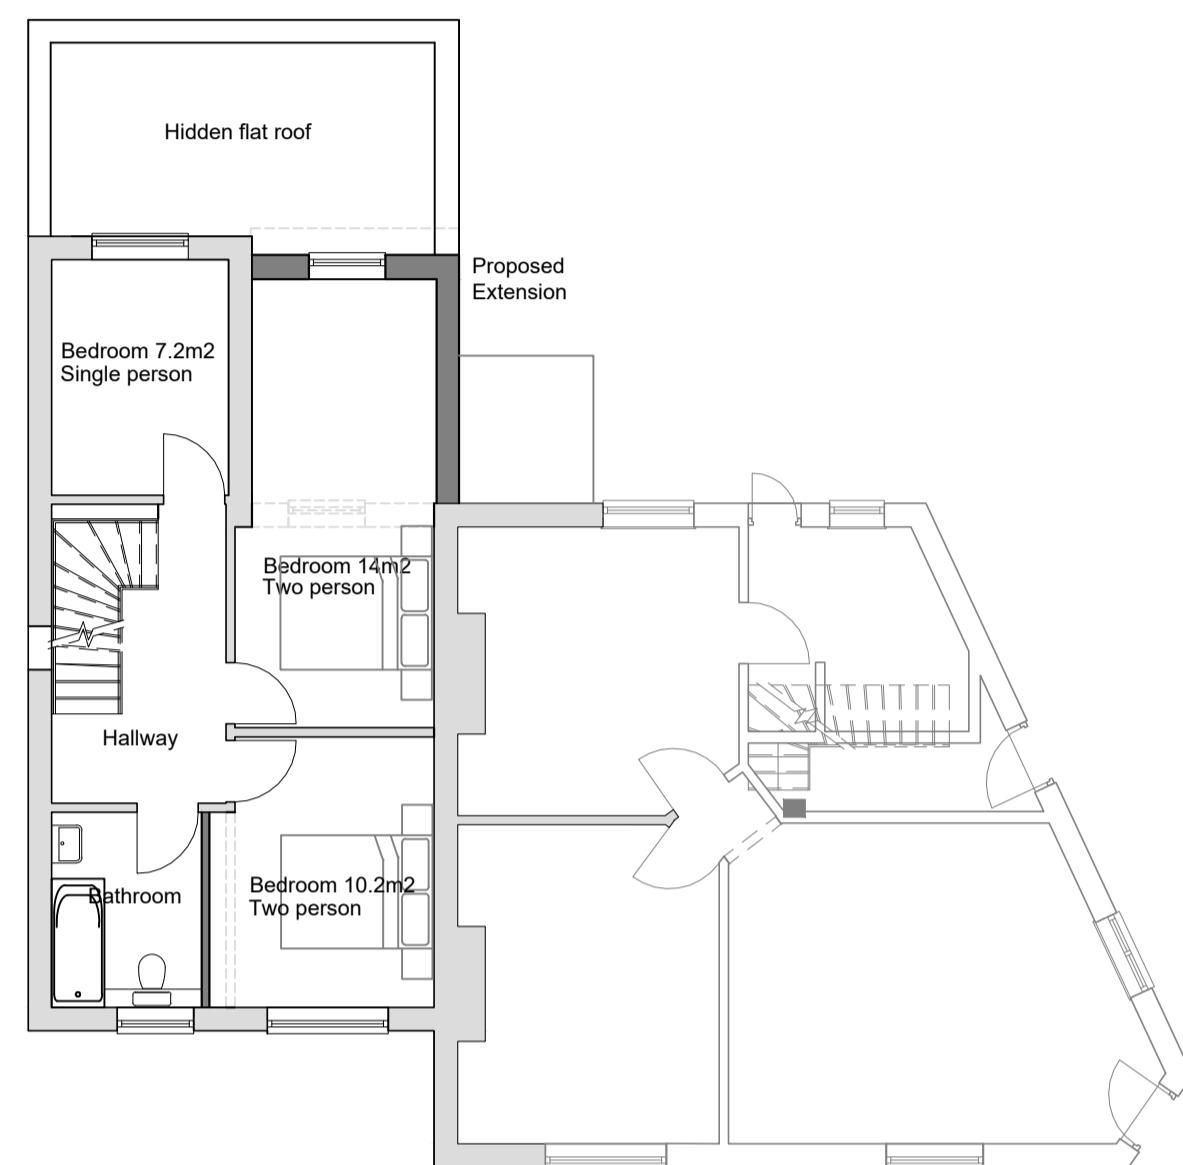 Hidden flat roof
Proposed
Extension
Bedroom 7.2m2
Single person
Bedroom 14m2
Two person
Hallway
Bathroom
Bedroom 10.2m2
Two person